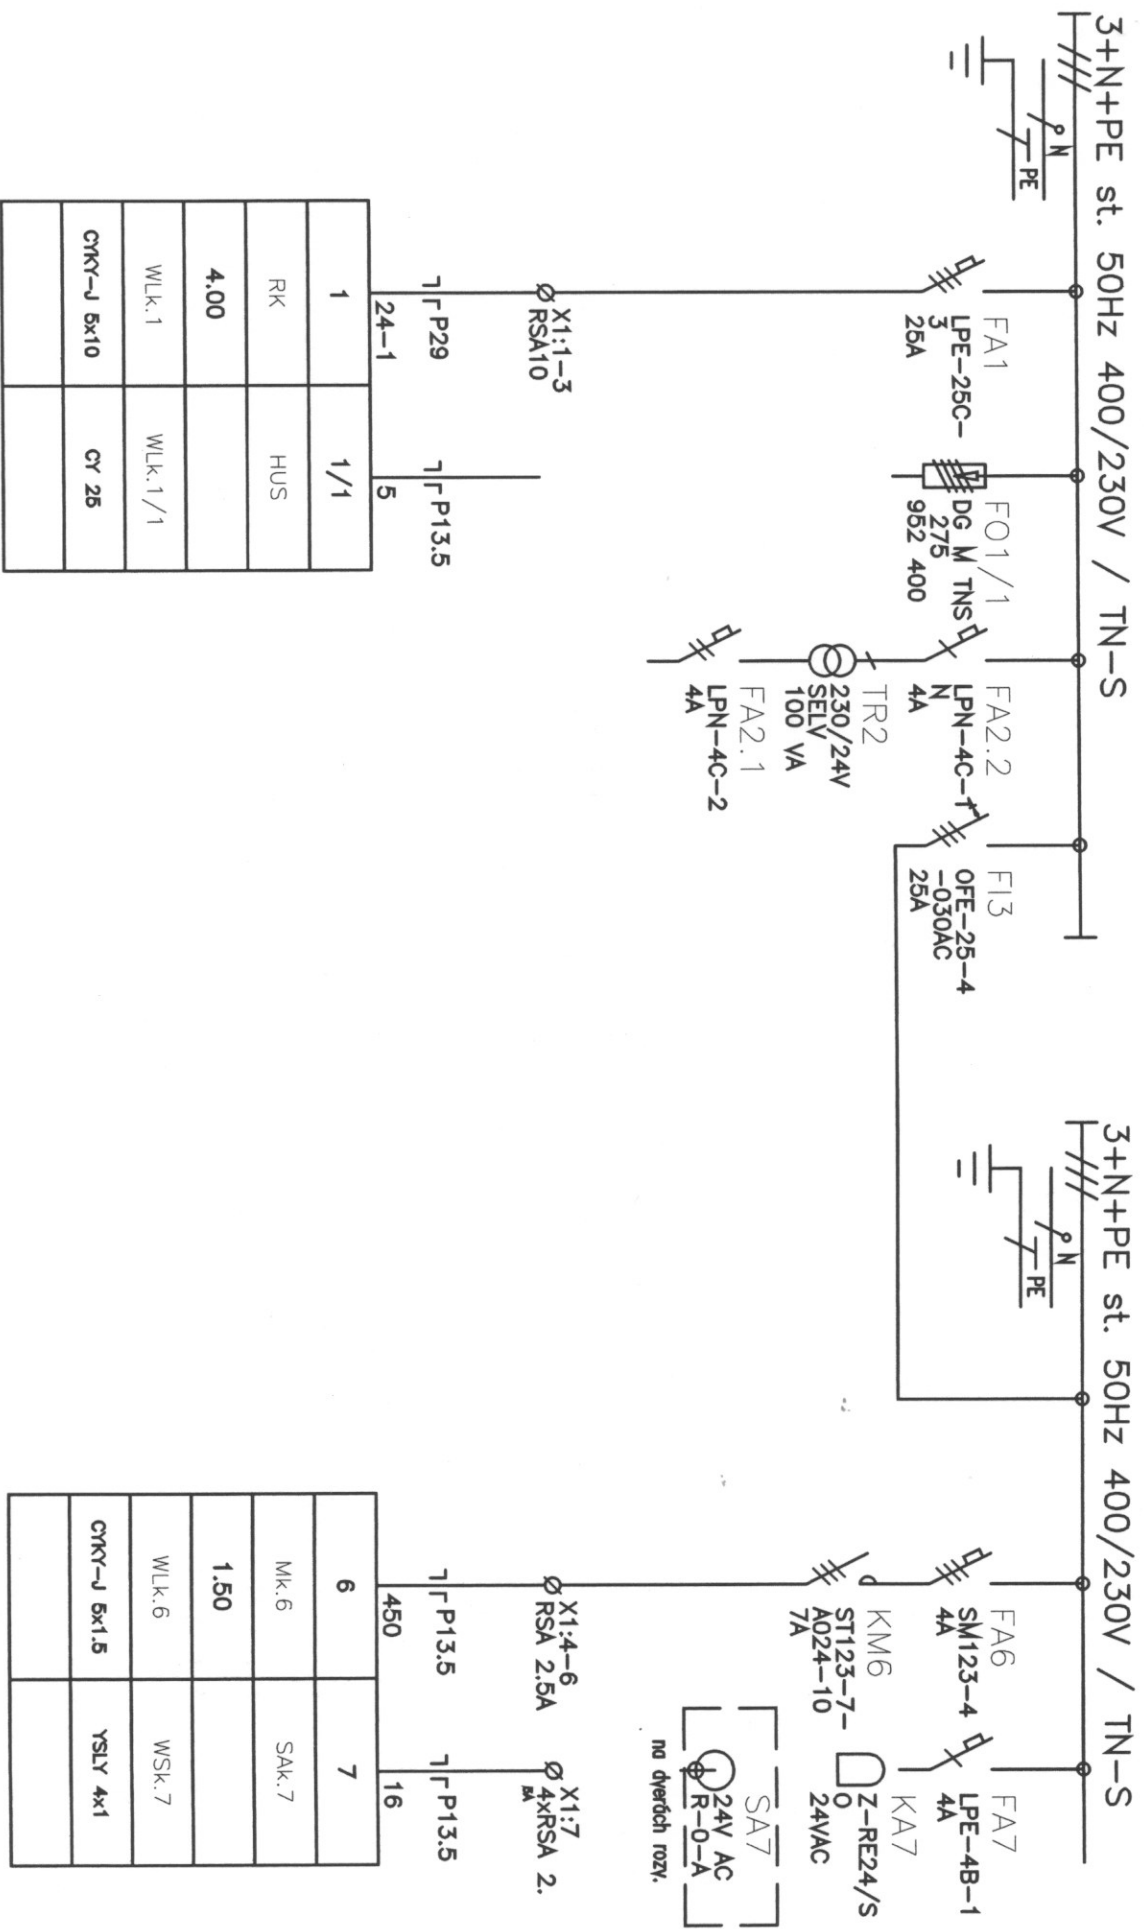 3+N+PE st. 50Hz 400/230V / TN-S
N
PE
FA1
LPE-25C-
3
25A
X1:1-3
RSA10
P29
24-1
FO1/1
DG M TNS
275
952 400
P13.5
5
FA2.2
LPN-4C-1
N
4A
TR2
230/24V
SELV
100 VA
FA2.1
LPN-4C-2
4A
FI3
OFE-25-4
-030AC
25A
1
1/1
RK
HUS
4.00
WLk.1
WLk.1/1
CYKY-J 5x10
CY 25
3+N+PE st. 50Hz 400/230V / TN-S
N
PE
FA6
SM123-4
4A
KM6
ST123-7-
A024-10
7A
X1:4-6
RSA 2.5A
P13.5
450
FA7
LPE-4B-1
4A
KA7
Z-RE24/S
O
24VAC
SA7
24V AC
R-0-A
na dveřích rozv.
X1:7
4xRSA 2.
P13.5
16
6
7
Mk.6
SAk.7
1.50
WLk.6
WSk.7
CYKY-J 5x1.5
YSLY 4x1